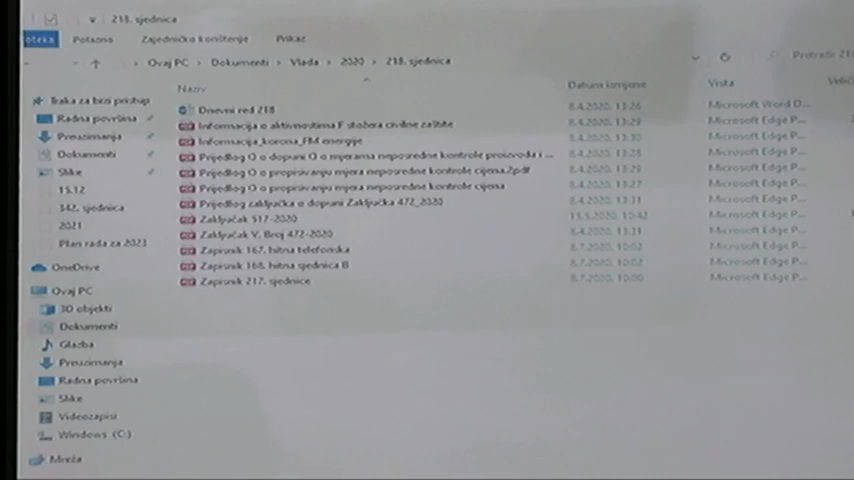 218. sjednica
oteka Početno Zajedničko korištenje Prikaz
Ovaj PC > Dokumenti > Vlada > 2020 > 218. sjednica
Naziv Datum izmjene Vrsta
Traka za brzi pristup
Radna površina
Preuzimanja
Dokumenti
Slike
15.12
342. sjednica
2021
Plan rada za 2023
OneDrive
Ovaj PC
3D objekti
Dokumenti
Glazba
Preuzimanja
Radna površina
Slike
Videozapisi
Windows (C:)
Mreža
Dnevni red 218 8.4.2020. 13:26 Microsoft Word D...
Informacija o aktivnostima F stožera civilne zaštite 8.4.2020. 13:29 Microsoft Edge P...
Informacija_korona_FM energije 8.4.2020. 13:30 Microsoft Edge P...
Prijedlog O o dopuni O o mjerama neposredne kontrole proizvoda i ... 8.4.2020. 13:28 Microsoft Edge P...
Prijedlog O o propisivanju mjera neposredne kontrole cijena.2pdf 8.4.2020. 13:29 Microsoft Edge P...
Prijedlog O o propisivanju mjera neposredne kontrole cijena 8.4.2020. 13:27 Microsoft Edge P...
Prijedlog zaključka o dopuni Zaključka 472_2020 8.4.2020. 13:31 Microsoft Edge P...
Zaključak 517-2020 15.5.2020. 10:42 Microsoft Edge P...
Zaključak V. Broj 472-2020 8.4.2020. 13:31 Microsoft Edge P...
Zapisnik 167. hitna telefonska 8.7.2020. 10:02 Microsoft Edge P...
Zapisnik 168. hitna sjednica B 8.7.2020. 10:02 Microsoft Edge P...
Zapisnik 217. sjednice 8.7.2020. 10:00 Microsoft Edge P...